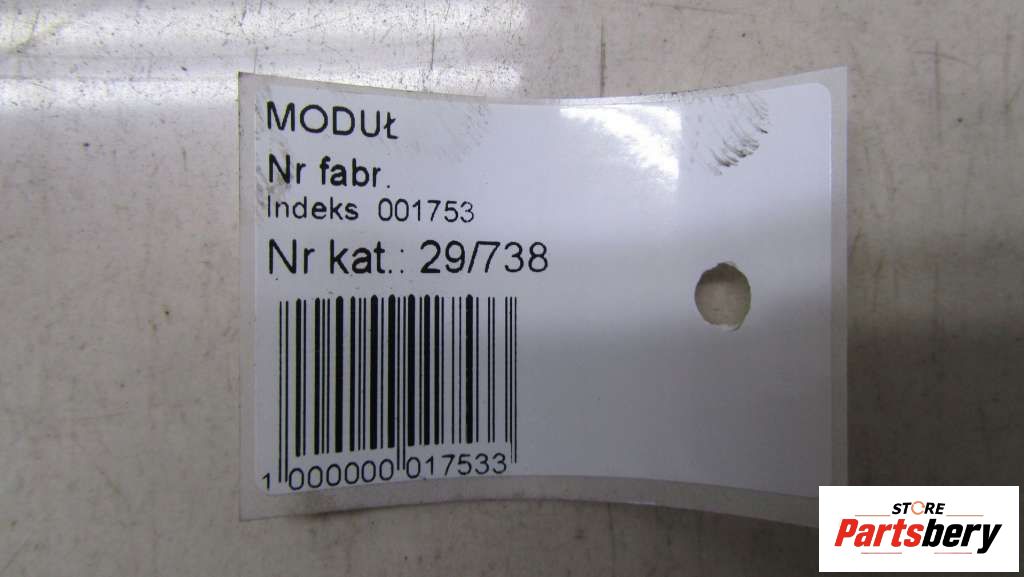 MODUŁ
Nr fabr.
Indeks 001753
Nr kat.: 29/738
1 000000 017533
STORE
Partsbery